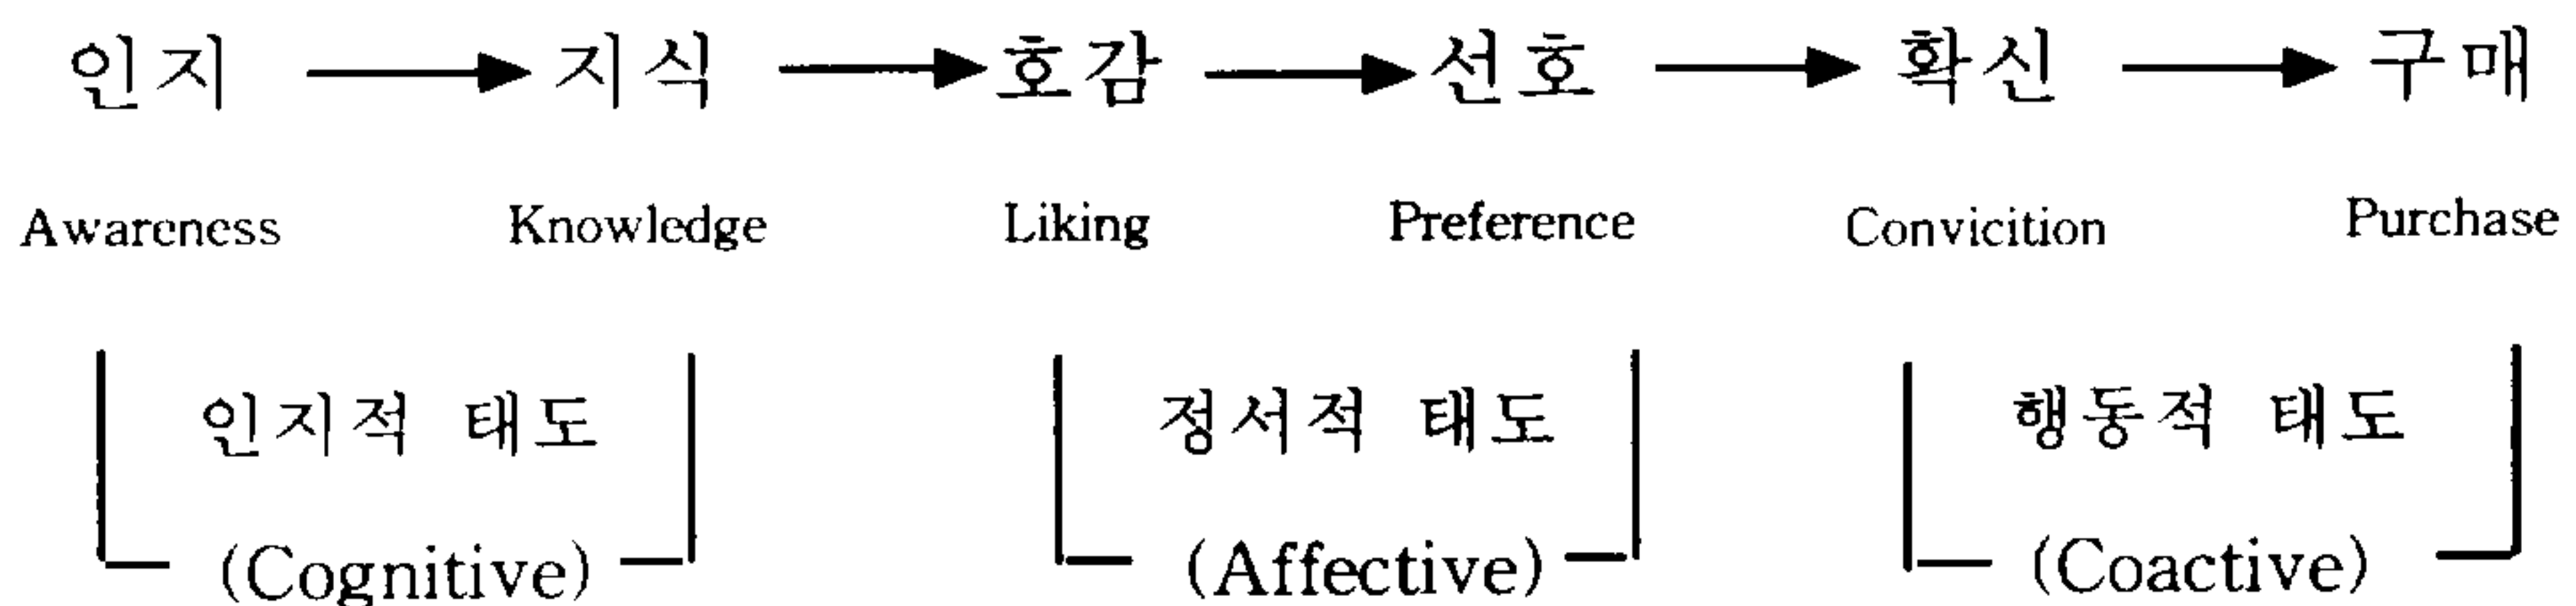 인지 지식 호감 선호 확신 구매
Awareness Knowledge Liking Preference Convicition Purchase
인지적 태도 정서적 태도 행동적 태도
(Cognitive) (Affective) (Coactive)